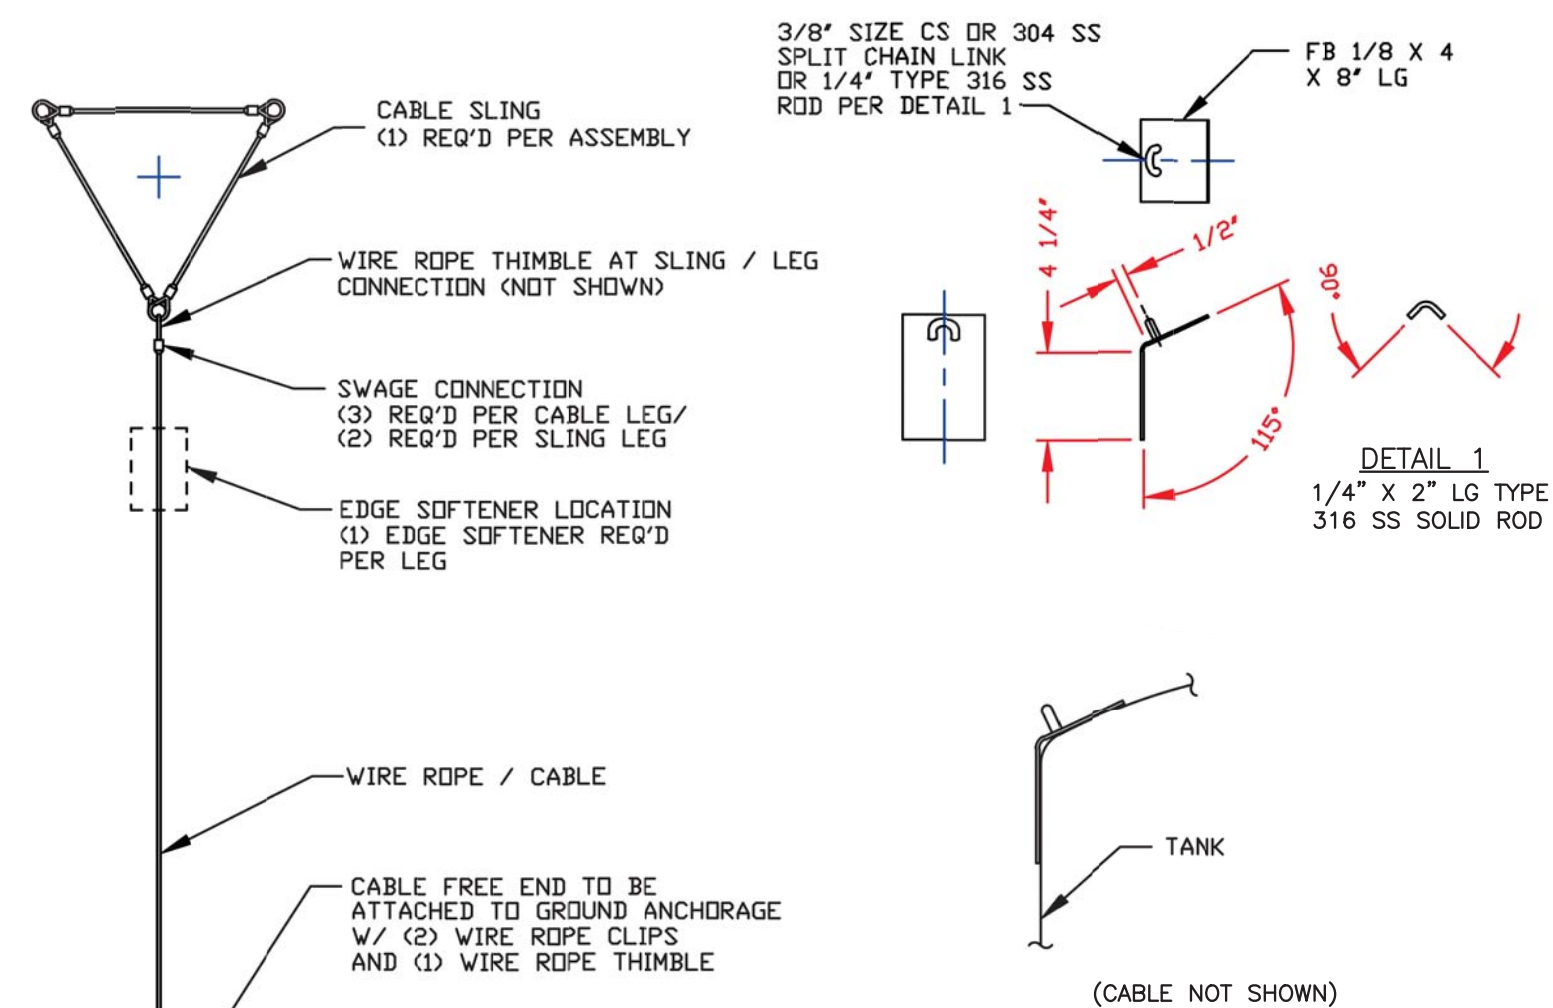 3/8" SIZE CS OR 304 SS
SPLIT CHAIN LINK
OR 1/4" TYPE 316 SS
ROD PER DETAIL 1
FB 1/8 X 4
X 8" LG
CABLE SLING
(1) REQ'D PER ASSEMBLY
WIRE ROPE THIMBLE AT SLING / LEG
CONNECTION (NOT SHOWN)
4 1/4"
1/2"
90°
115°
SWAGE CONNECTION
(3) REQ'D PER CABLE LEG/
(2) REQ'D PER SLING LEG
DETAIL 1
1/4" X 2" LG TYPE
316 SS SOLID ROD
EDGE SOFTENER LOCATION
(1) EDGE SOFTENER REQ'D
PER LEG
WIRE ROPE / CABLE
TANK
CABLE FREE END TO BE
ATTACHED TO GROUND ANCHORAGE
W/ (2) WIRE ROPE CLIPS
AND (1) WIRE ROPE THIMBLE
(CABLE NOT SHOWN)